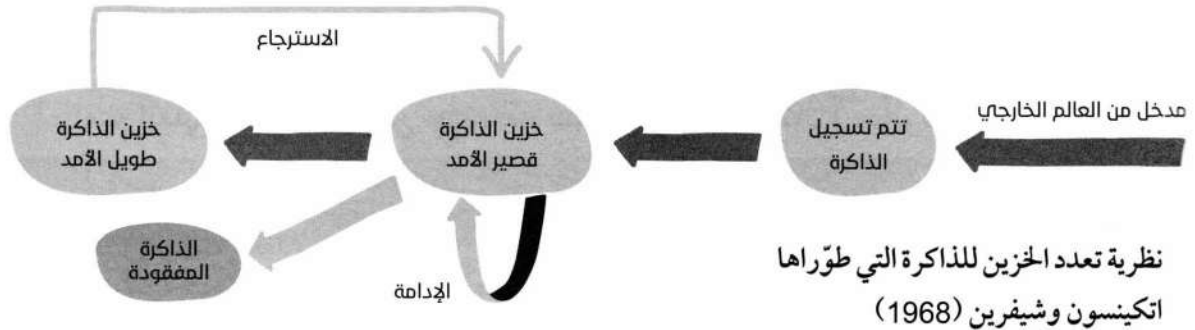 الاسترجاع
مدخل من العالم الخارجي
تتم تسجيل
الذاكرة
خزين الذاكرة
قصير الأمد
خزين الذاكرة
طويل الأمد
الذاكرة
المفقودة
الإدامة
نظرية تعدد الخزين للذاكرة التي طوّراها
اتكينسون وشيفرين (1968)